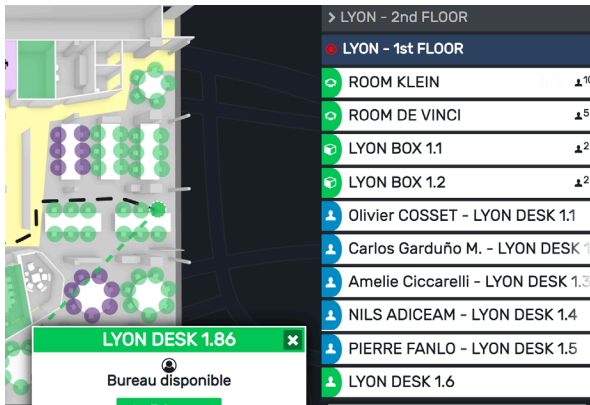 LYON - 2nd FLOOR
LYON - 1st FLOOR
ROOM KLEIN 10
ROOM DE VINCI 5
LYON BOX 1.1 2
LYON BOX 1.2 2
Olivier COSSET - LYON DESK 1.1
Carlos Garduño M. - LYON DESK 1
Amelie Ciccarelli - LYON DESK 1.3
NILS ADICEAM - LYON DESK 1.4
PIERRE FANLO - LYON DESK 1.5
LYON DESK 1.6
LYON DESK 1.86
Bureau disponible